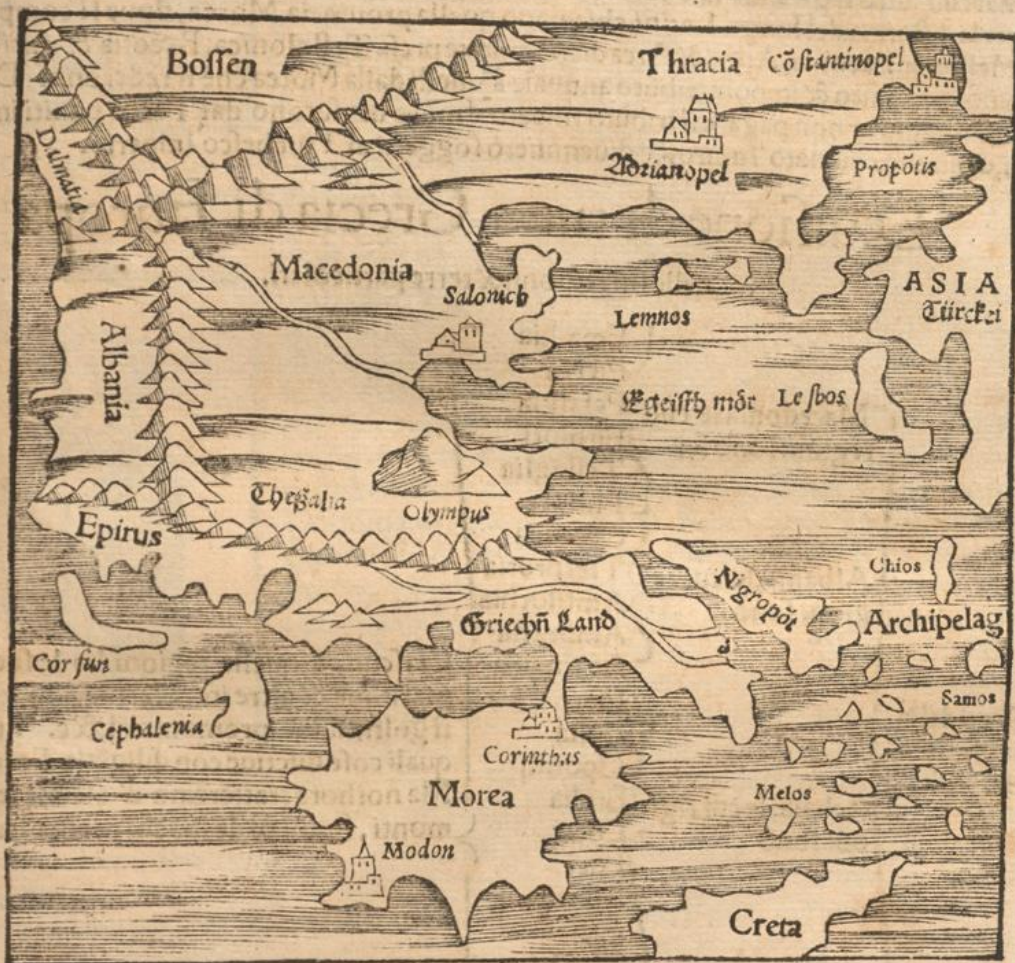 Bossen
Thracia
Cõstantinopel
Dalmatia
Adrianopel
Propõtis
Macedonia
ASIA
Türckei
Salonich
Lemnos
Albania
Egeisch mör
Lesbos
Theßalia
Olympus
Epirus
Chios
Nigropõt
Griechñ Land
Archipelag
Corfun
Samos
Cephalenia
Corinthus
Morea
Melos
Modon
Creta